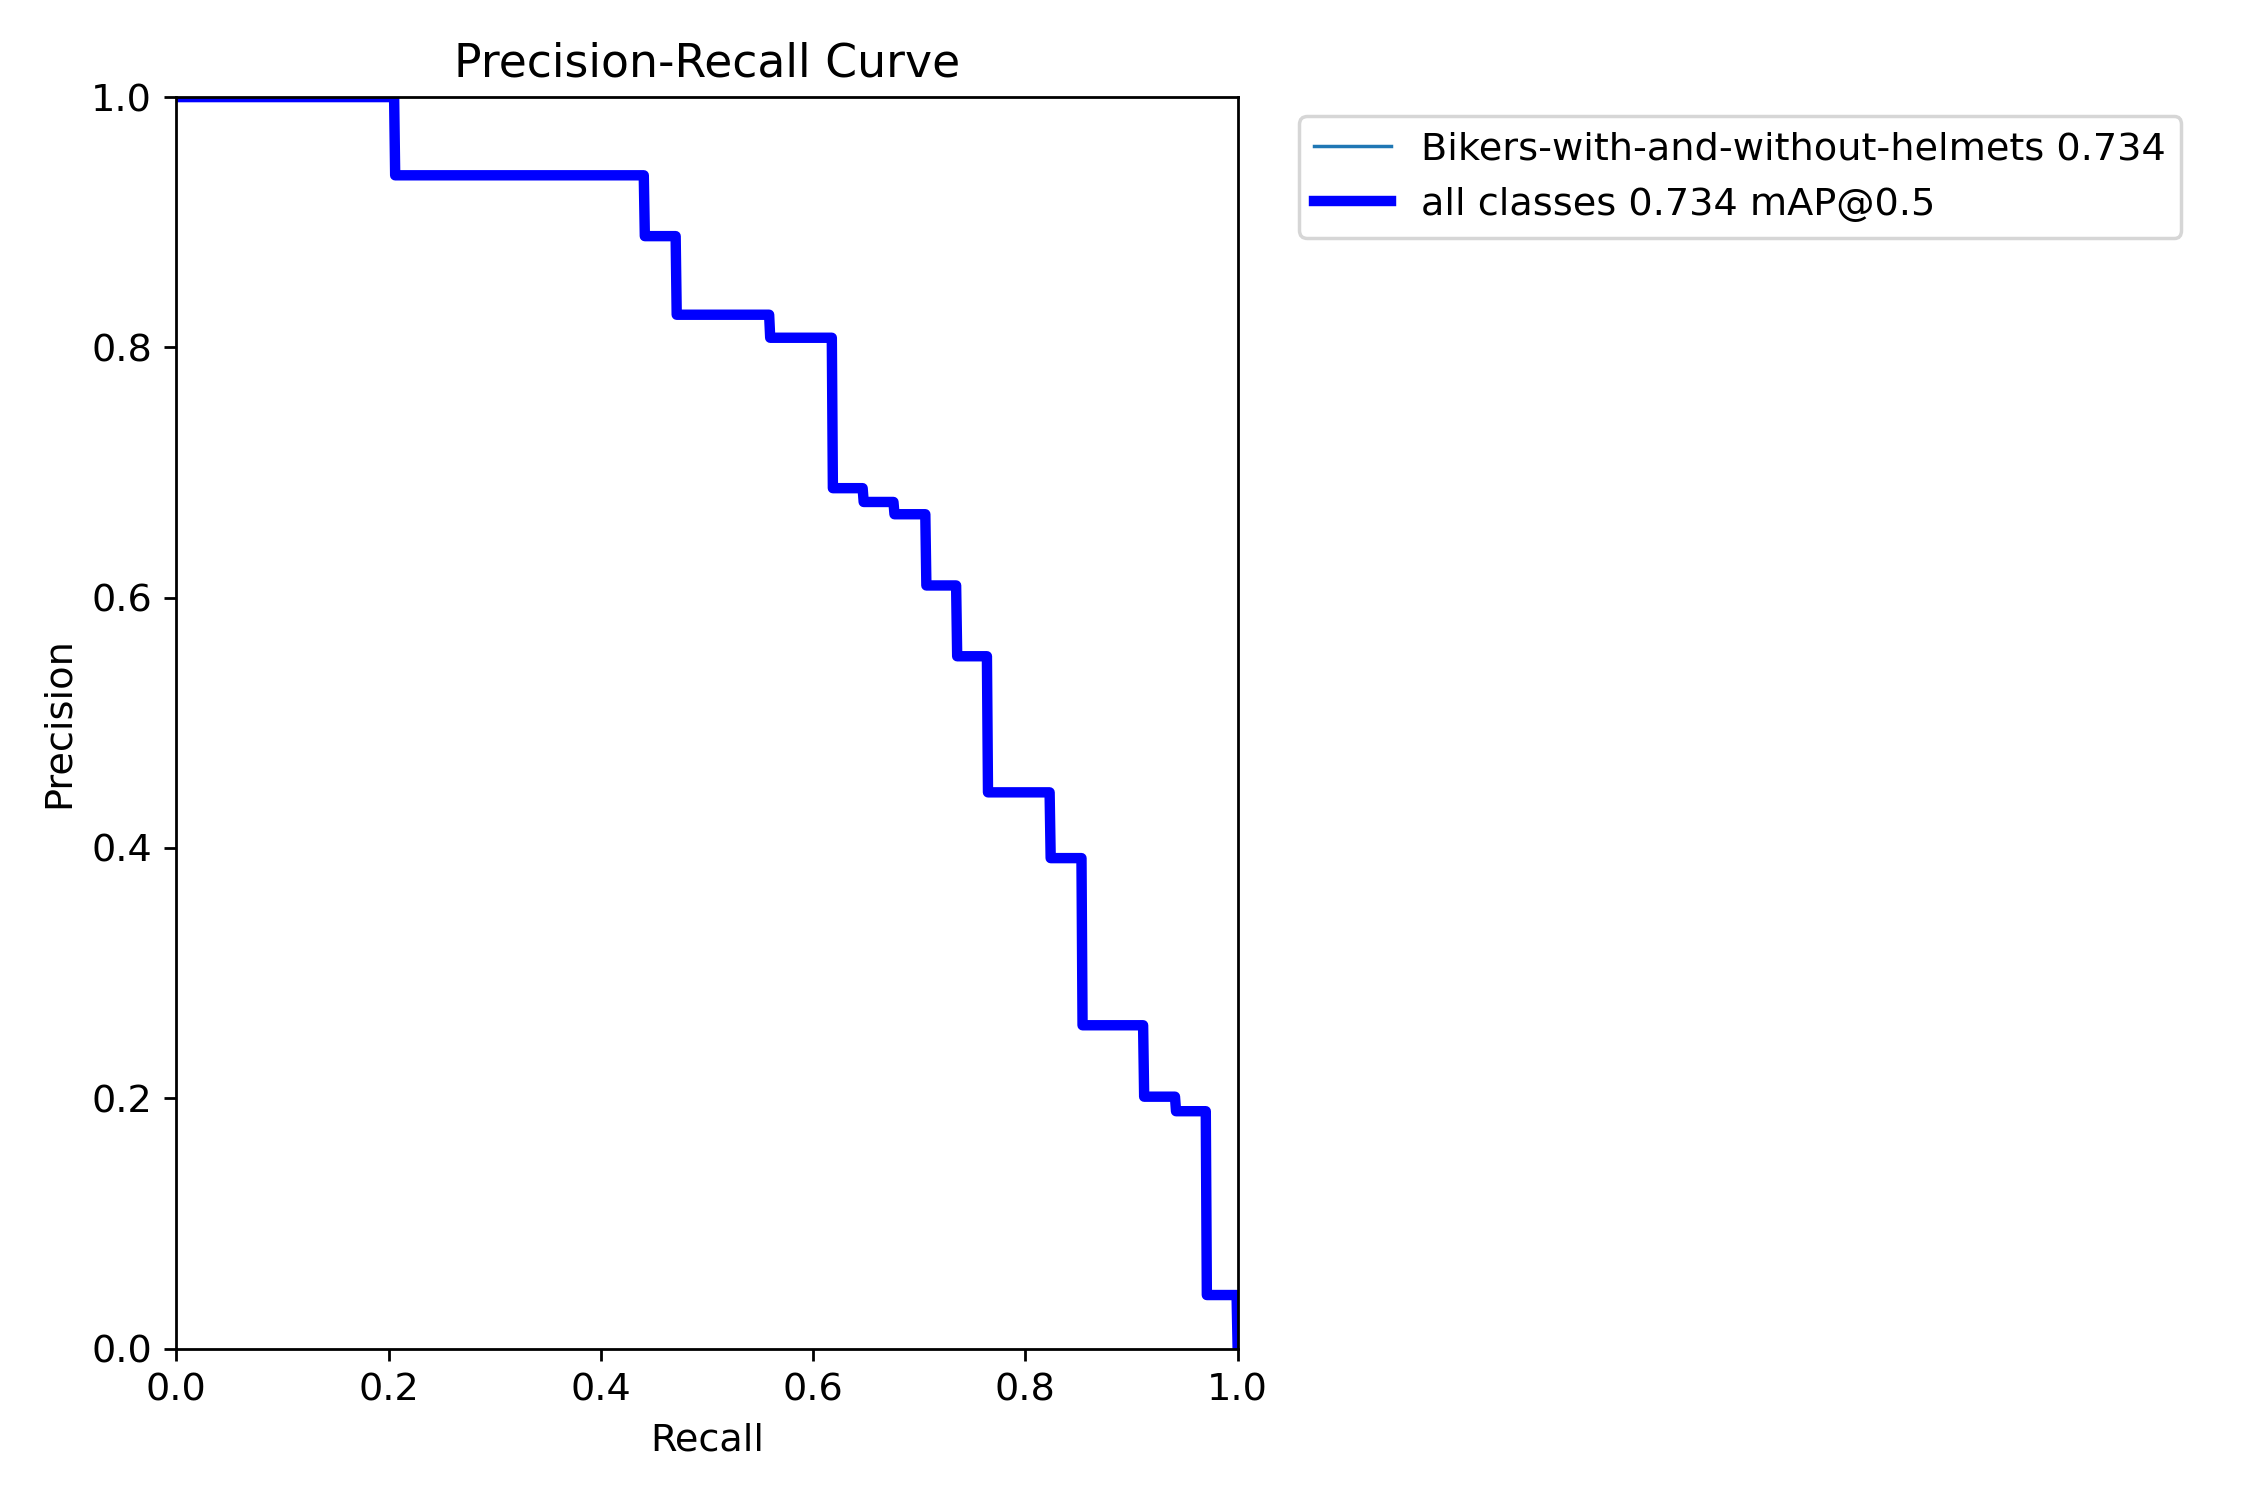 Precision-Recall Curve
1.0
0.8
0.6
0.4
0.2
0.0
Precision
0.0 0.2 0.4 0.6 0.8 1.0
Recall
Bikers-with-and-without-helmets 0.734
all classes 0.734 mAP@0.5